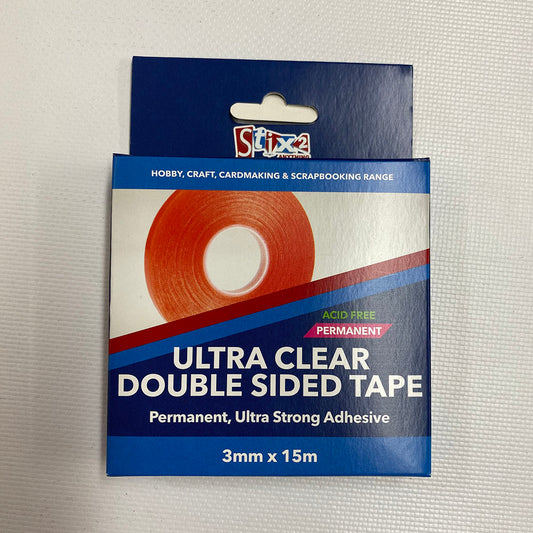 Stix2
ANYTHING
HOBBY, CRAFT, CARDMAKING & SCRAPBOOKING RANGE
ACID FREE
PERMANENT
ULTRA CLEAR
DOUBLE SIDED TAPE
Permanent, Ultra Strong Adhesive
3mm x 15m